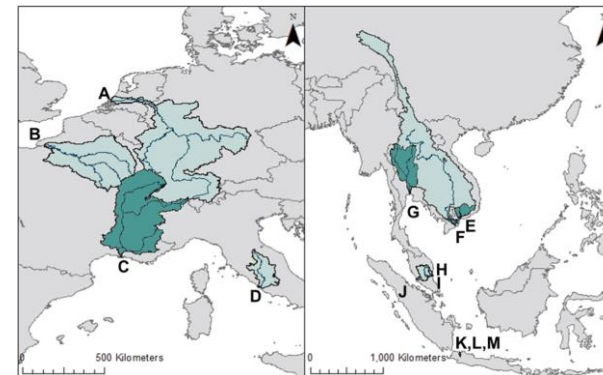 N
A
B
C
D
0 500 Kilometers
N
G
E
F
H
I
J
K,L,M
0 1,000 Kilometers